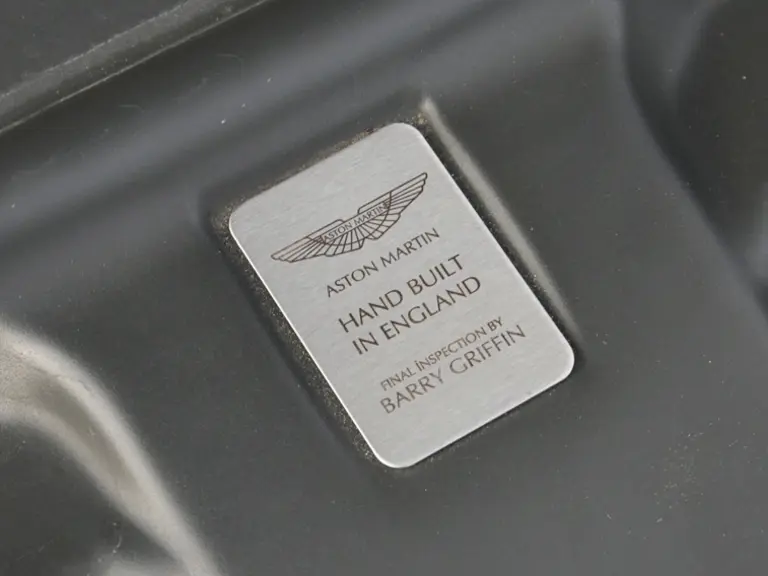 ASTON MARTIN
ASTON MARTIN
HAND BUILT
IN ENGLAND
FINAL INSPECTION BY
BARRY GRIFFIN